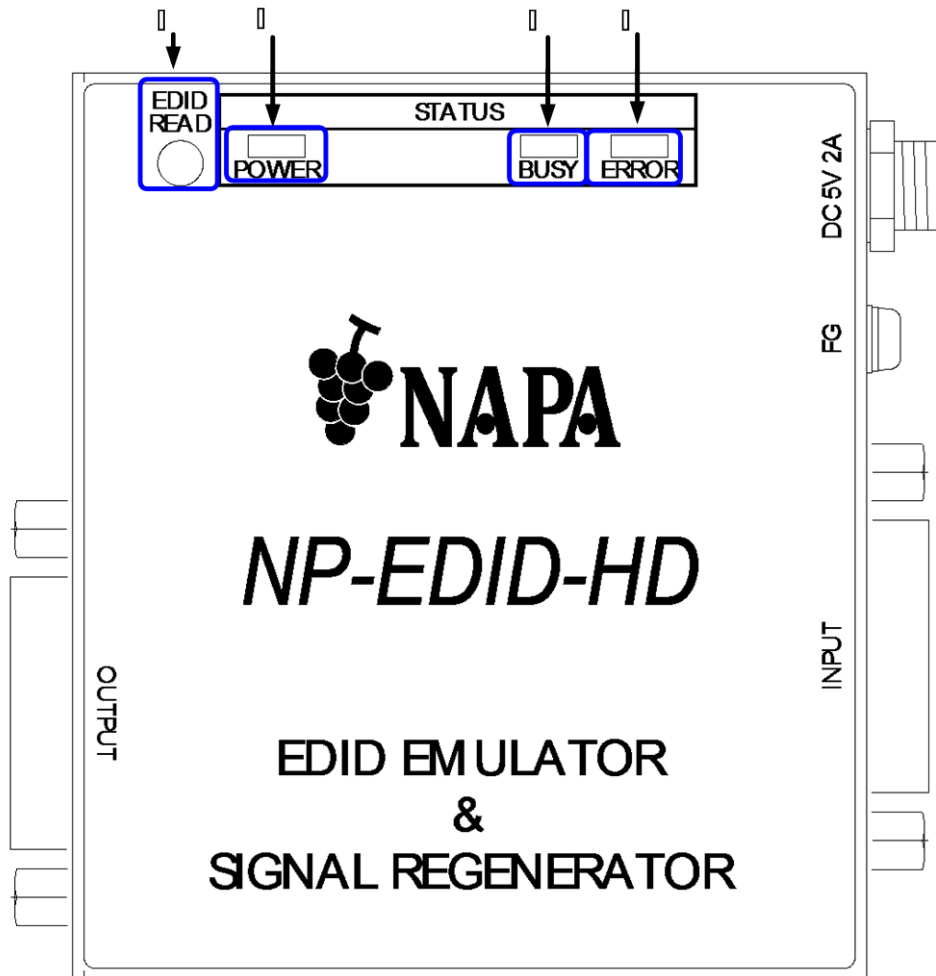 EDID
READ
STATUS
POWER
BUSY
ERROR
DC 5V 2A
FG
NAPA
NP-EDID-HD
OUTPUT
INPUT
EDID EMULATOR
&
SIGNAL REGENERATOR